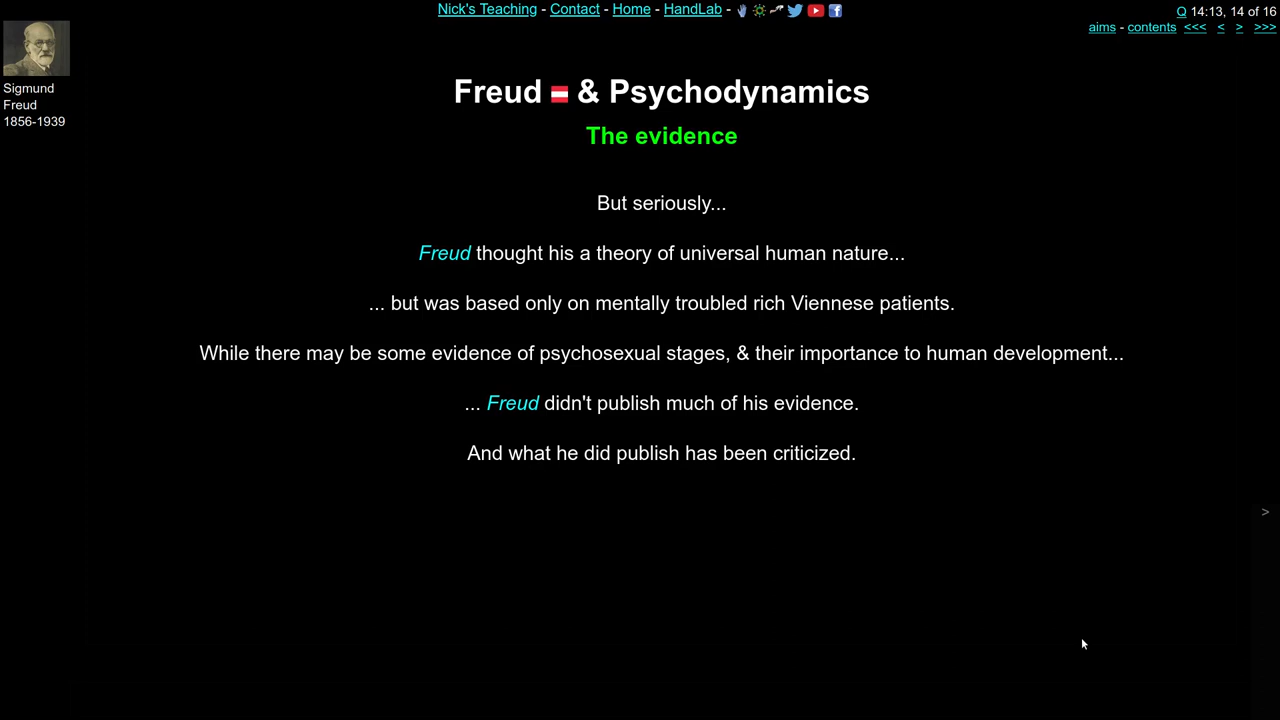 Nick's Teaching - Contact - Home - HandLab -
Q 14:13, 14 of 16
aims - contents <<< < > >>>
Sigmund
Freud
1856-1939
Freud & Psychodynamics
The evidence
But seriously...
Freud thought his a theory of universal human nature...
... but was based only on mentally troubled rich Viennese patients.
While there may be some evidence of psychosexual stages, & their importance to human development...
... Freud didn't publish much of his evidence.
And what he did publish has been criticized.
>